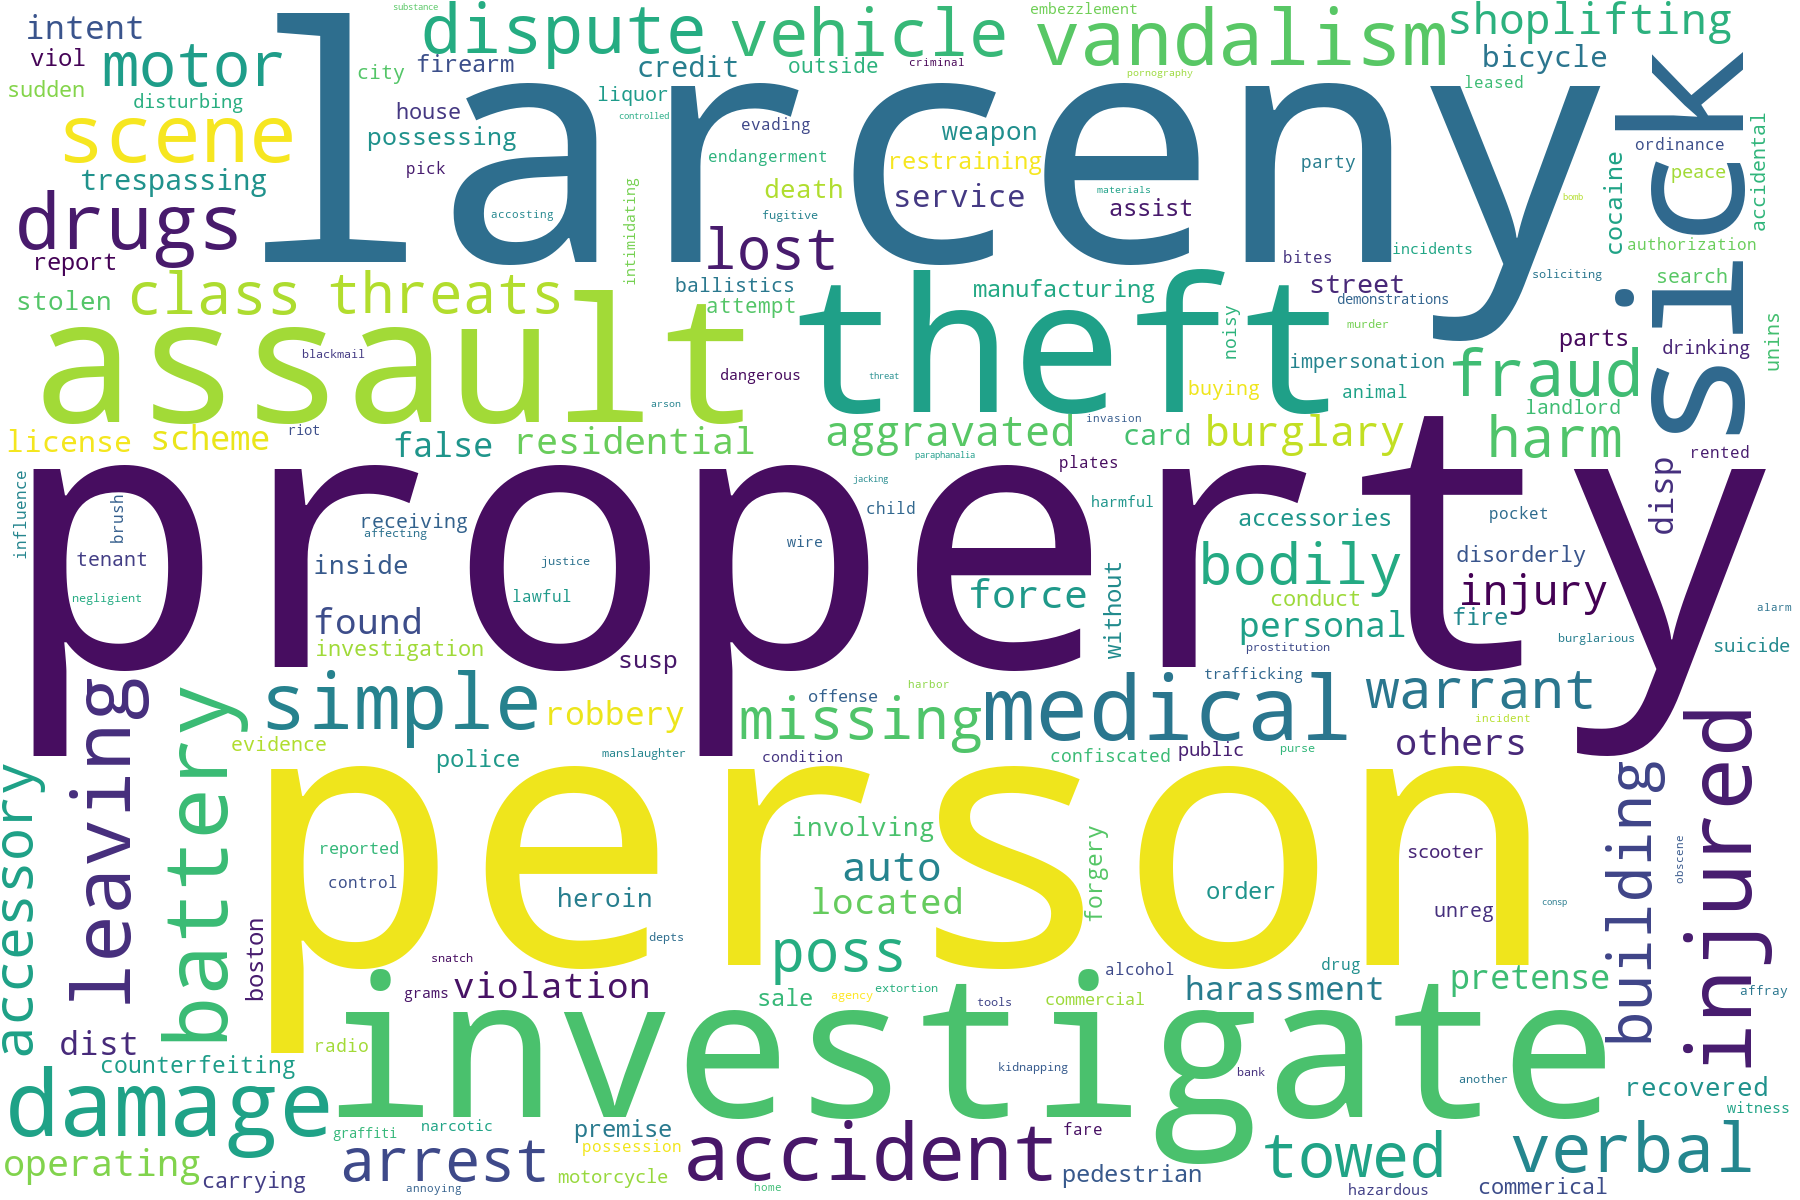 substance
embezzlement
intent
dispute
vehicle
vandalism
shoplifting
larceny
viol
motor
city
firearm
credit
outside
criminal
pornography
bicycle
leased
sick
sudden
disturbing
house
liquor
controlled
evading
weapon
scene
possessing
pick
endangerment
restraining
party
ordinance
accidental
trespassing
intimidating
death
service
materials
assist
bomb
cocaine
peace
drugs
accosting
fugitive
lost
incidents
authorization
report
bites
stolen
class
threats
ballistics
attempt
manufacturing
street
demonstrations
soliciting
search
assault
theft
noisy
murder
parts
drinking
unins
blackmail
dangerous
threat
impersonation
fraud
arson
buying
animal
landlord
license
scheme
riot
false
residential
aggravated
invasion
card
burglary
harm
rented
property
paraphanalia
plates
disp
influence
brush
jacking
receiving
affecting
child
harmful
accessories
pocket
tenant
inside
justice
wire
bodily
disorderly
negligient
lawful
force
without
conduct
injury
alarm
found
personal
fire
burglarious
suicide
investigation
susp
prostitution
leaving
battery
simple
robbery
offense
harbor
missing
medical
trafficking
warrant
injured
evidence
police
manslaughter
condition
confiscated
public
purse
incident
others
accessory
person
building
reported
involving
forgery
scooter
obscene
control
heroin
auto
located
order
unreg
consp
boston
depts
poss
snatch
alcohol
drug
grams
violation
sale
agency
extortion
tools
commercial
harassment
pretense
affray
dist
radio
investigate
counterfeiting
kidnapping
bank
another
recovered
damage
graffiti
narcotic
premise
fare
witness
operating
carrying
arrest
annoying
possession
motorcycle
accident
home
pedestrian
towed
hazardous
verbal
commerical